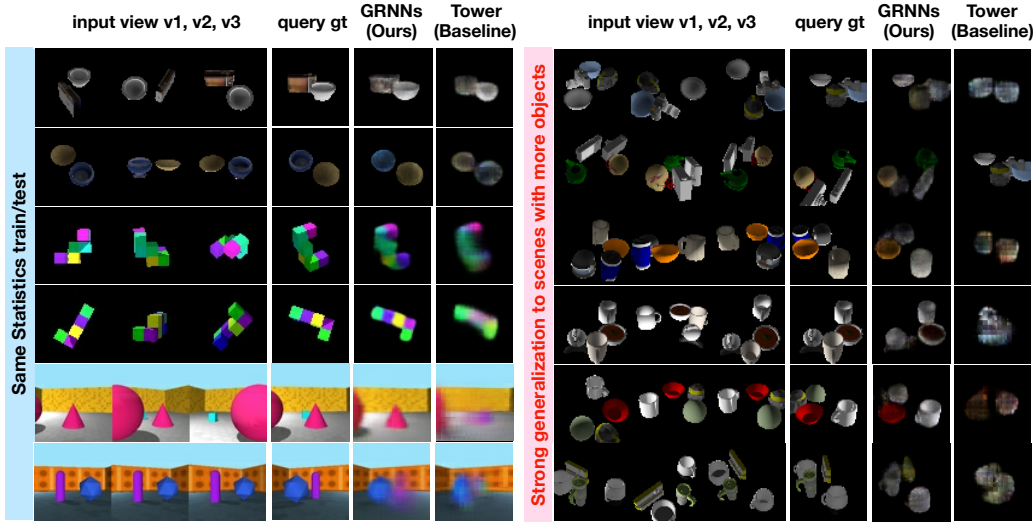 input view v1, v2, v3
query gt
GRNNs
(Ours)
Tower
(Baseline)
Same Statistics train/test
input view v1, v2, v3
query gt
GRNNs
(Ours)
Tower
(Baseline)
Strong generalization to scenes with more objects